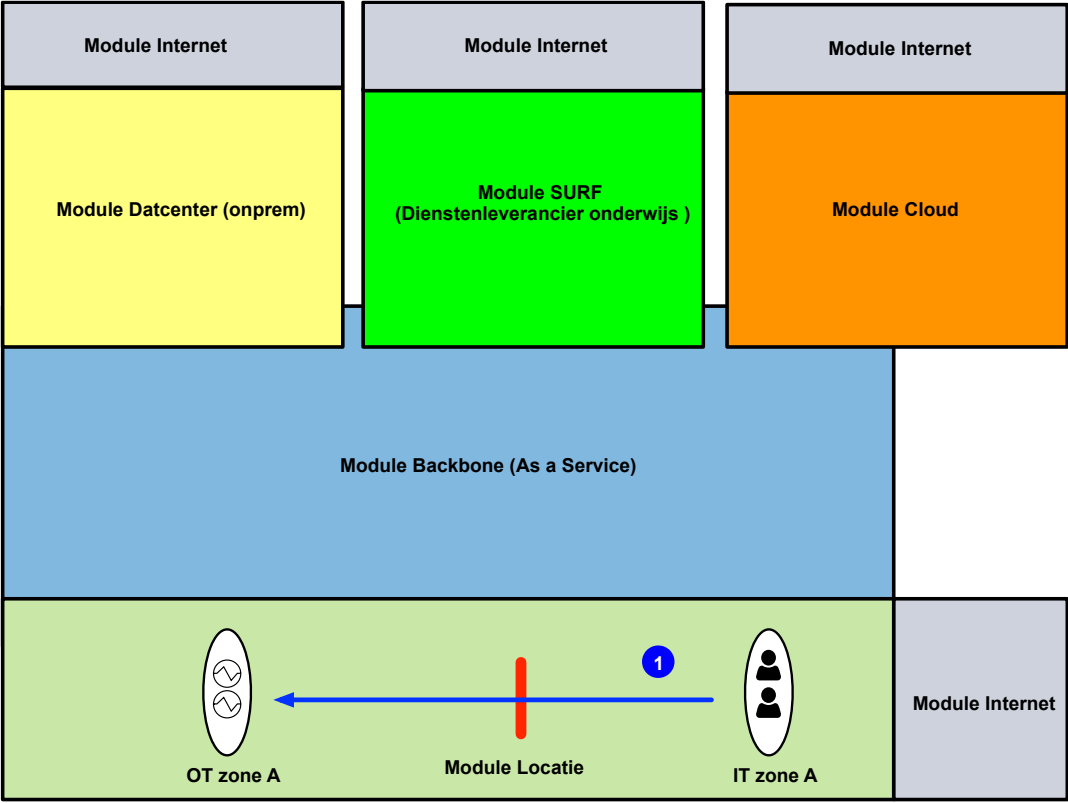 Module Internet
Module Internet
Module Internet
Module Datcenter (onprem)
Module SURF
(Dienstenleverancier onderwijs )
Module Cloud
Module Backbone (As a Service)
1
Module Internet
OT zone A
Module Locatie
IT zone A